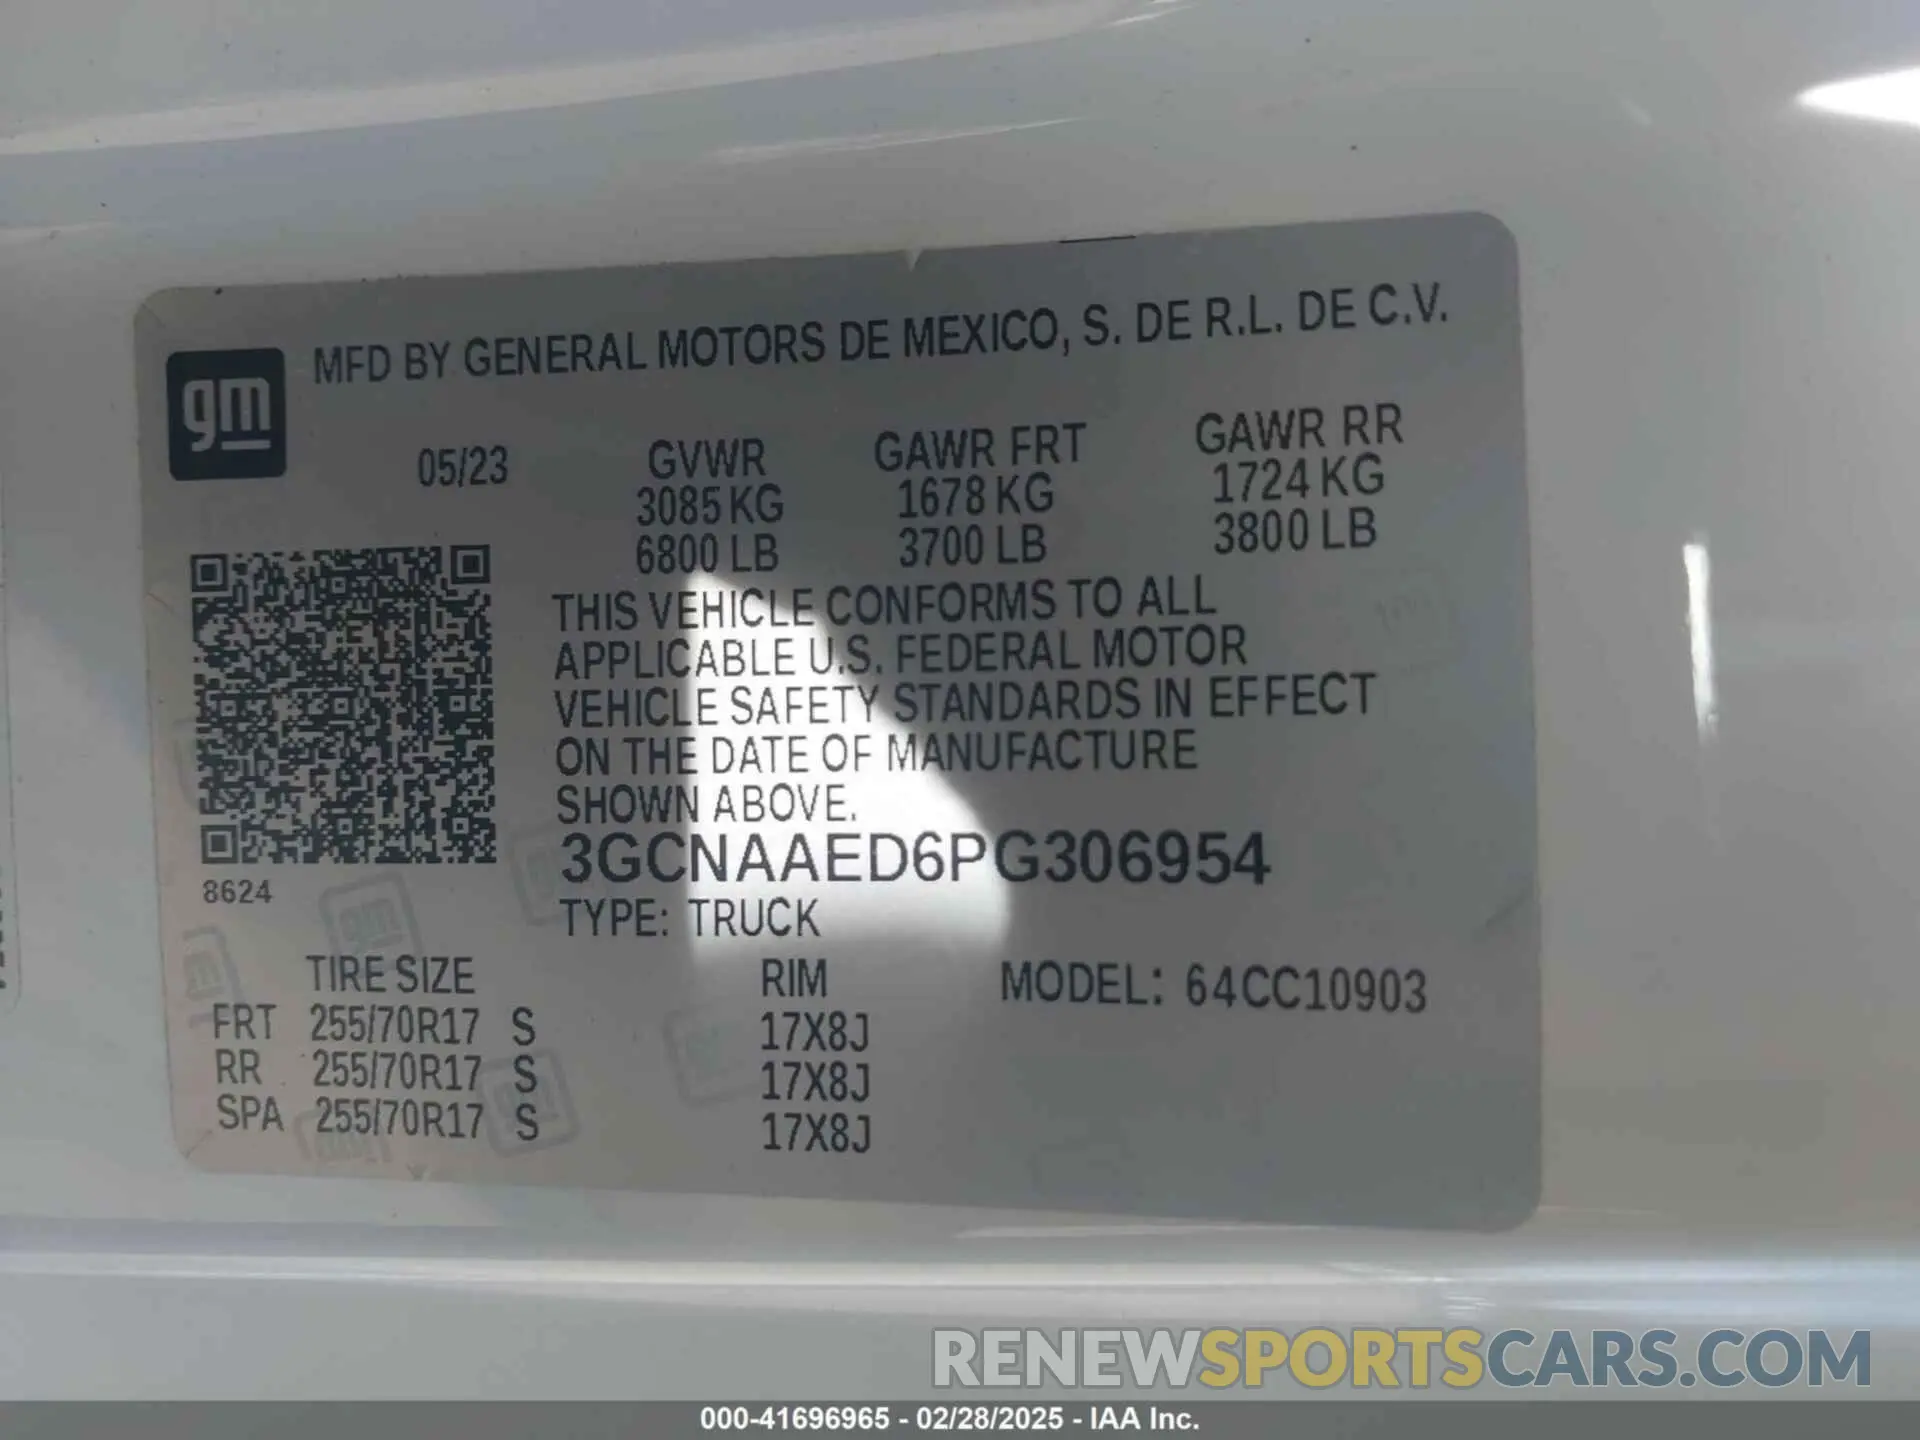 gm
MFD BY GENERAL MOTORS DE MEXICO, S. DE R.L. DE C.V.
05/23
GVWR GAWR FRT GAWR RR
3085 KG 1678 KG 1724 KG
6800 LB 3700 LB 3800 LB
THIS VEHICLE CONFORMS TO ALL
APPLICABLE U.S. FEDERAL MOTOR
VEHICLE SAFETY STANDARDS IN EFFECT
ON THE DATE OF MANUFACTURE
SHOWN ABOVE.
3GCNAAED6PG306954
8624
TYPE: TRUCK
TIRE SIZE RIM MODEL: 64CC10903
FRT 255/70R17 S 17X8J
RR 255/70R17 S 17X8J
SPA 255/70R17 S 17X8J
RENEWSPORTSCARS.COM
000-41696965 - 02/28/2025 - IAA Inc.